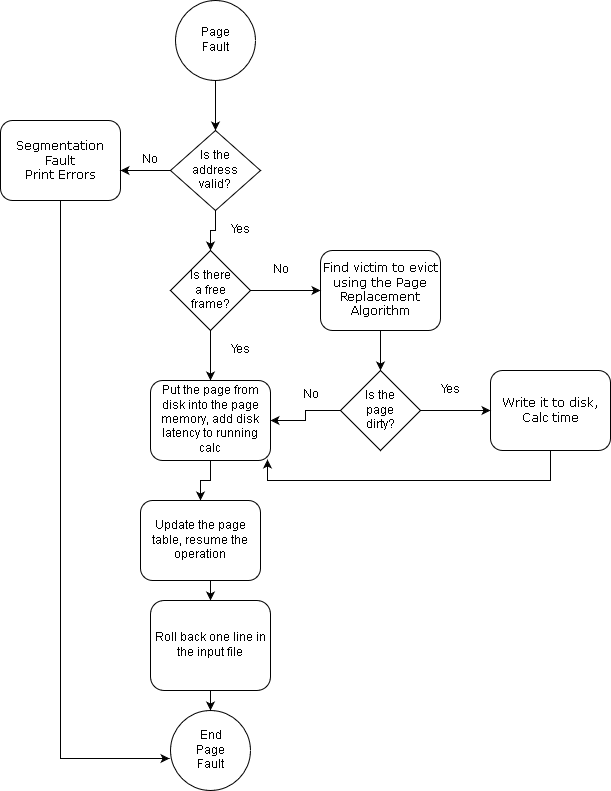 Page
Fault
Is the
address
valid?
No
Segmentation
Fault
Print Errors
Yes
Is there
a free
frame?
No
Find victim to evict
using the Page
Replacement
Algorithm
Yes
Is the
page
dirty?
No
Yes
Write it to disk,
Calc time
Put the page from
disk into the page
memory, add disk
latency to running
calc
Update the page
table, resume the
operation
Roll back one line in
the input file
End
Page
Fault